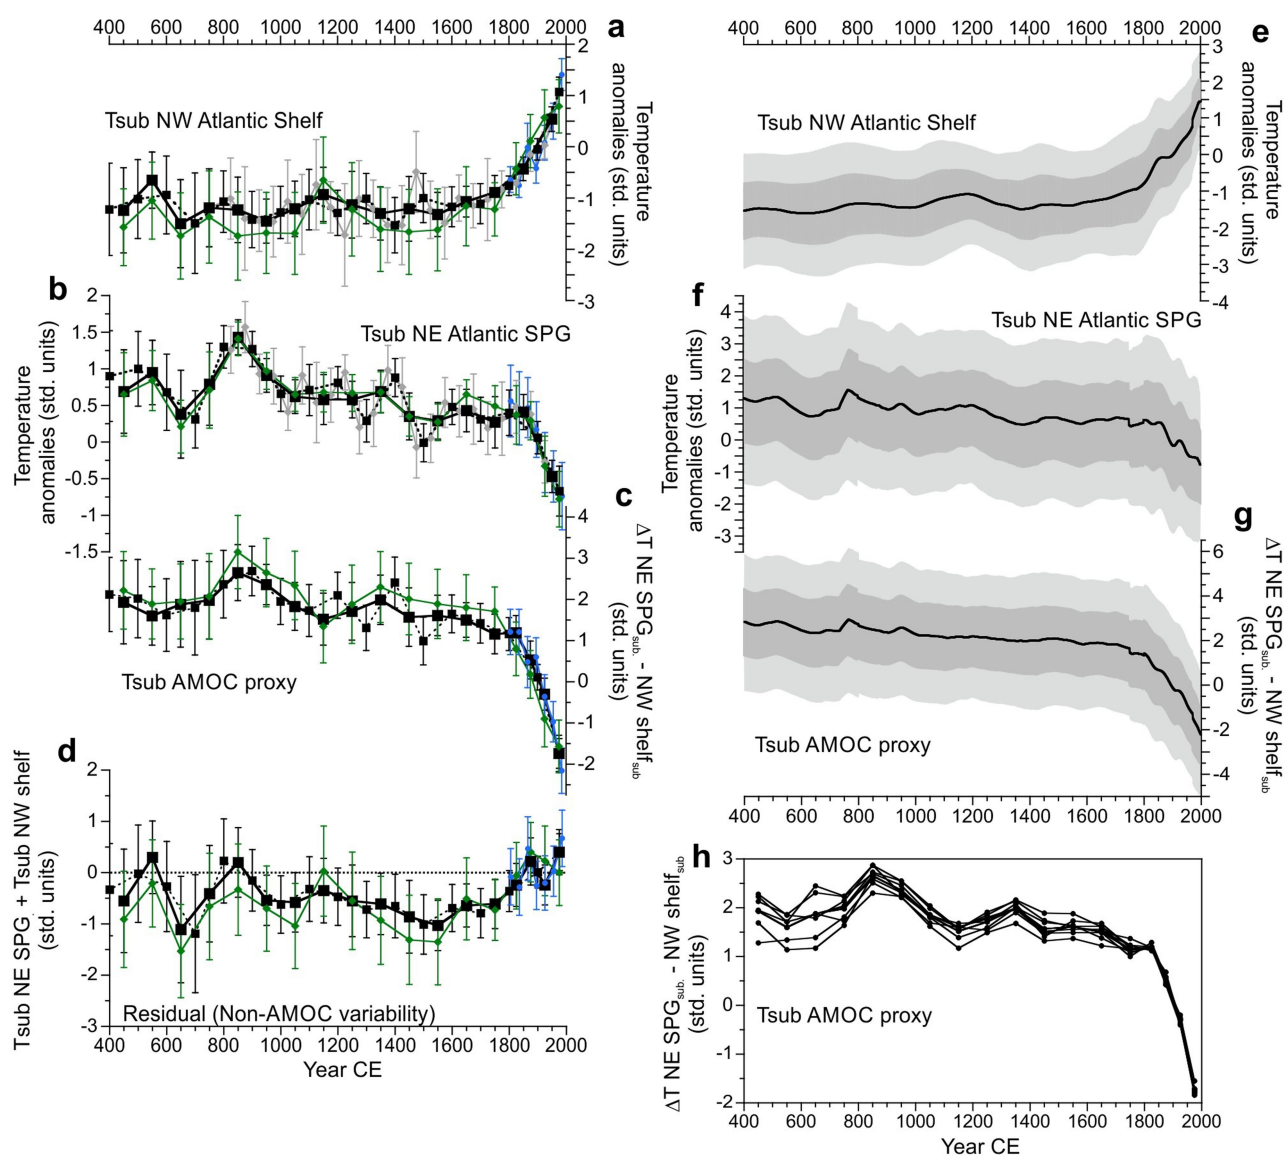 400 600 800 1000 1200 1400 1600 1800 2000
a
2
1
0
-1
-2
-3
Temperature
anomalies (std. units)
Tsub NW Atlantic Shelf
b
2
1.5
1
0.5
0
-0.5
-1
-1.5
Temperature
anomalies (std. units)
Tsub NE Atlantic SPG
c
4
3
2
1
0
-1
-2
ΔT NE SPGsub. - NW shelfsub
(std. units)
Tsub AMOC proxy
d
2
1
0
-1
-2
-3
Tsub NE SPG + Tsub NW shelf
(std. units)
Residual (Non-AMOC variability)
400 600 800 1000 1200 1400 1600 1800 2000
Year CE
400 600 800 1000 1200 1400 1600 1800 2000
e
3
2
1
0
-1
-2
-3
-4
Temperature
anomalies (std. units)
Tsub NW Atlantic Shelf
f
4
3
2
1
0
-1
-2
-3
Temperature
anomalies (std. units)
Tsub NE Atlantic SPG
g
6
4
2
0
-2
-4
ΔT NE SPGsub. - NW shelfsub
(std. units)
Tsub AMOC proxy
400 600 800 1000 1200 1400 1600 1800 2000
h
3
2
1
0
-1
-2
ΔT NE SPGsub. - NW shelfsub
(std. units)
Tsub AMOC proxy
400 600 800 1000 1200 1400 1600 1800 2000
Year CE